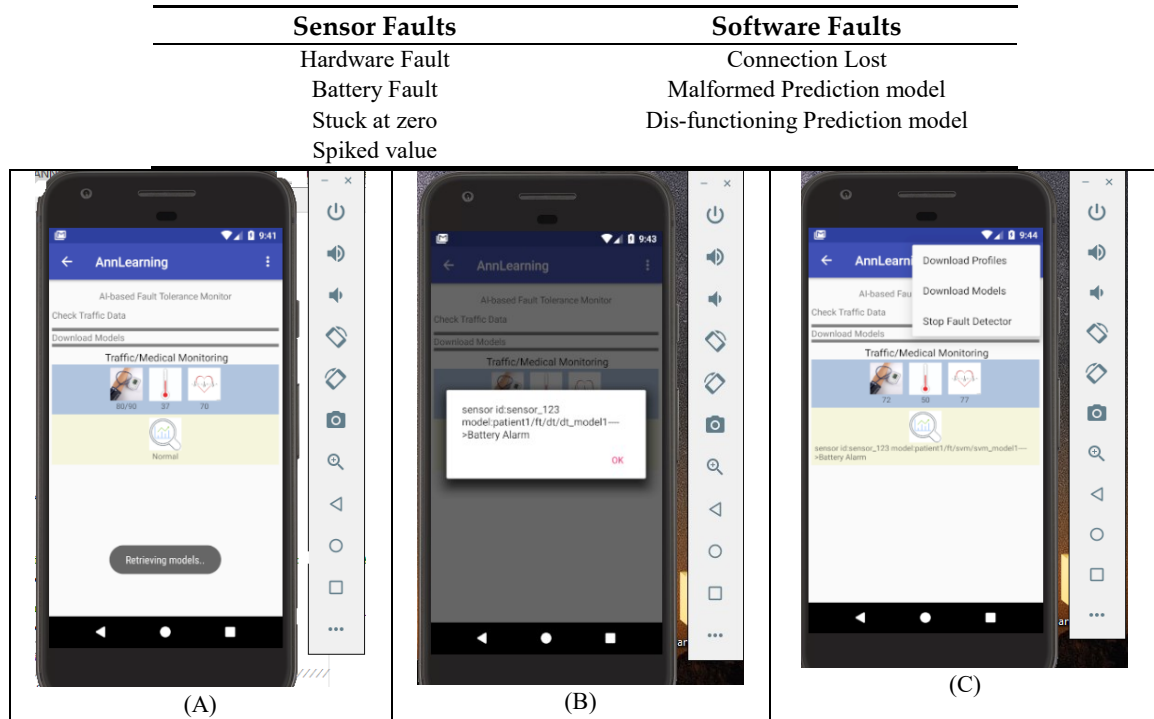 Sensor Faults Software Faults
Hardware Fault Connection Lost
Battery Fault Malformed Prediction model
Stuck at zero Dis-functioning Prediction model
Spiked value
9:41
AnnLearning
AI-based Fault Tolerance Monitor
Check Traffic Data
Download Models
Traffic/Medical Monitoring
60/90 37 70
Normal
Retrieving models..
(A)
9:43
AnnLearning
AI-based Fault Tolerance Monitor
Check Traffic Data
Download Models
Traffic/Medical Monitoring
sensor id:sensor_123
model:patient1/ft/dt/dt_model1---
>Battery Alarm
OK
(B)
9:44
AnnLearni
Download Profiles
Download Models
Stop Fault Detector
AI-based Fau
Check Traffic Data
Download Models
Traffic/Medical Monitoring
72 50 77
sensor id:sensor_123 model:patient1/ft/svm/svm_model1---
>Battery Alarm
ar
ar
(C)